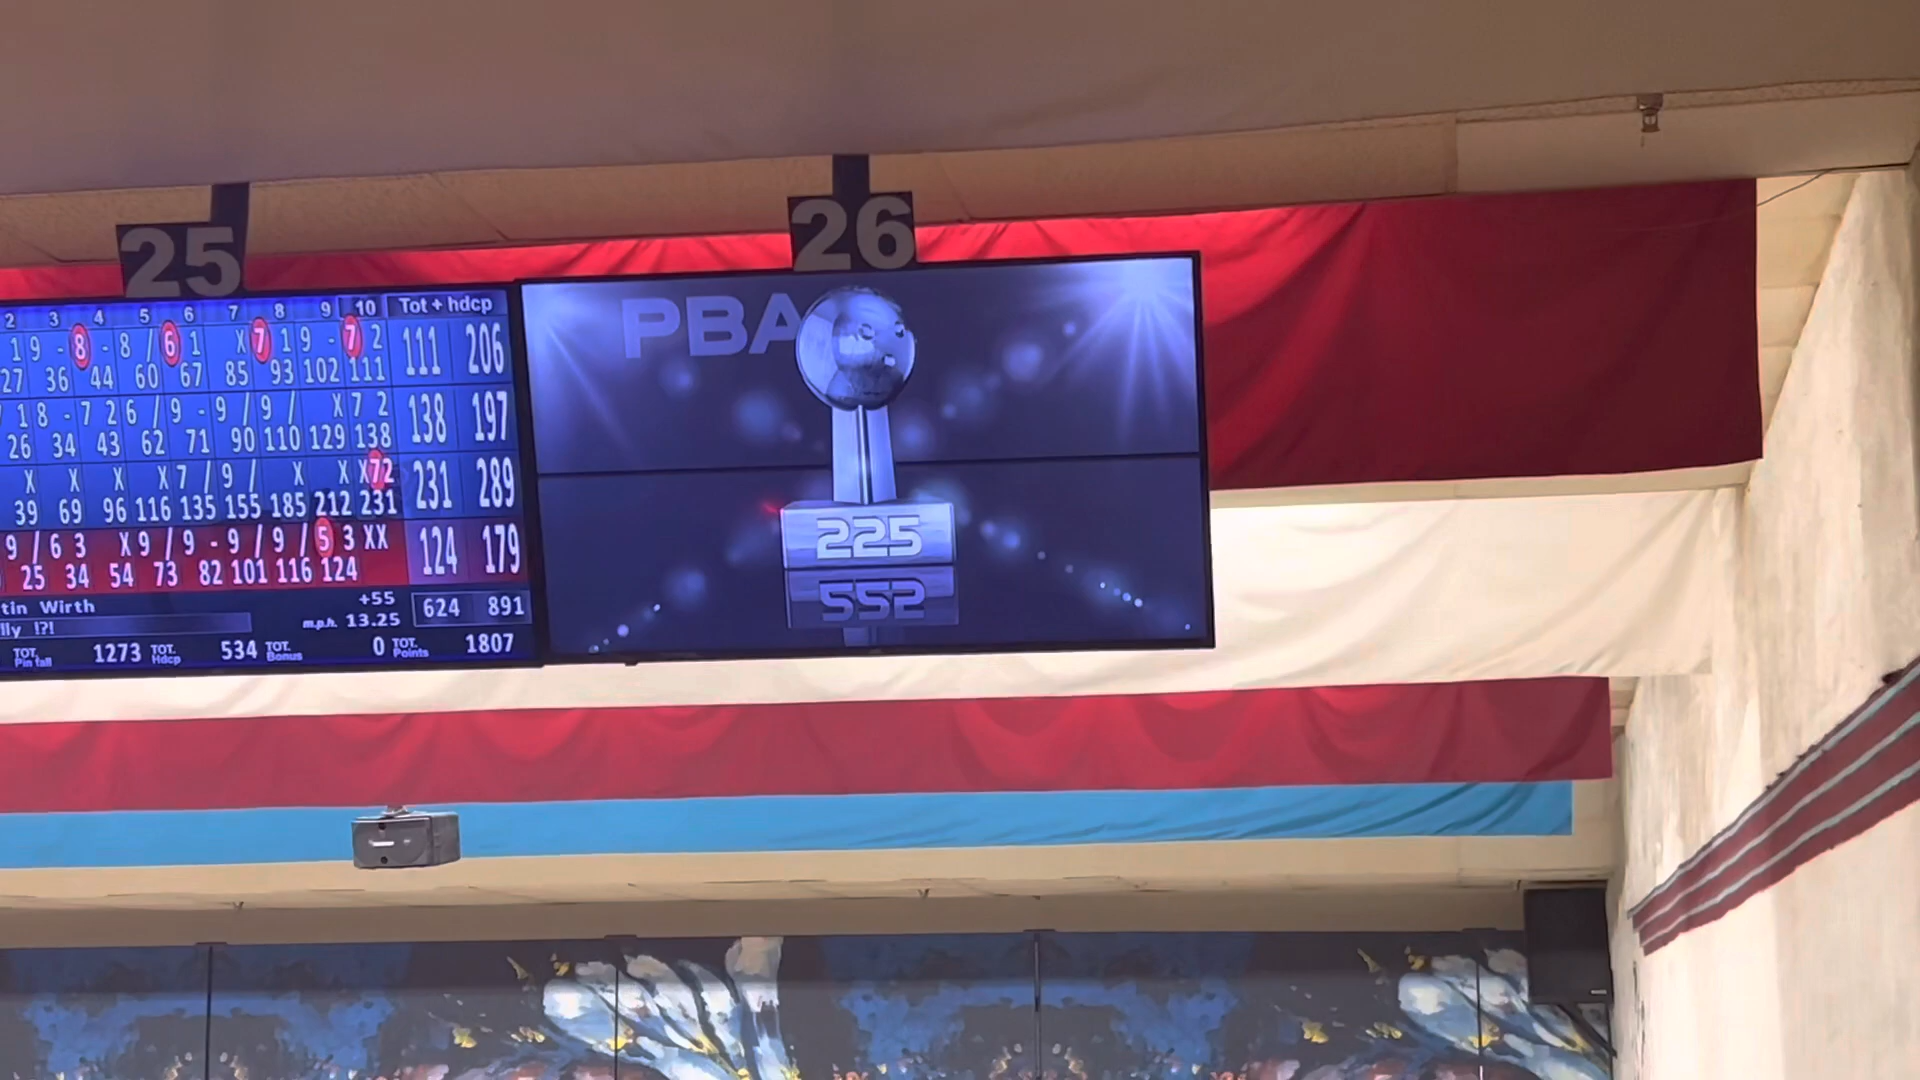 25
26
2 3 4 5 6 7 8 9 10 Tot + hdcp
1 9 - 8 - 8 / 6 1 X 7 1 9 - 7 2 111 206
27 36 44 60 67 85 93 102 111
/ 1 8 - 7 2 6 / 9 - 9 / 9 / X 7 2 138 197
26 34 43 62 71 90 110 129 138
X X X X 7 / 9 / X X X 7 2 231 289
39 69 96 116 135 155 185 212 231
9 / 6 3 X 9 / 9 - 9 / 9 / 5 3 X X 124 179
25 34 54 73 82 101 116 124
tin Wirth +55 624 891
lly !?! m.p.h. 13.25
TOT. Pin fall 1273 TOT. Hdcp 534 TOT. Bonus 0 TOT. Points 1807
PBA
225